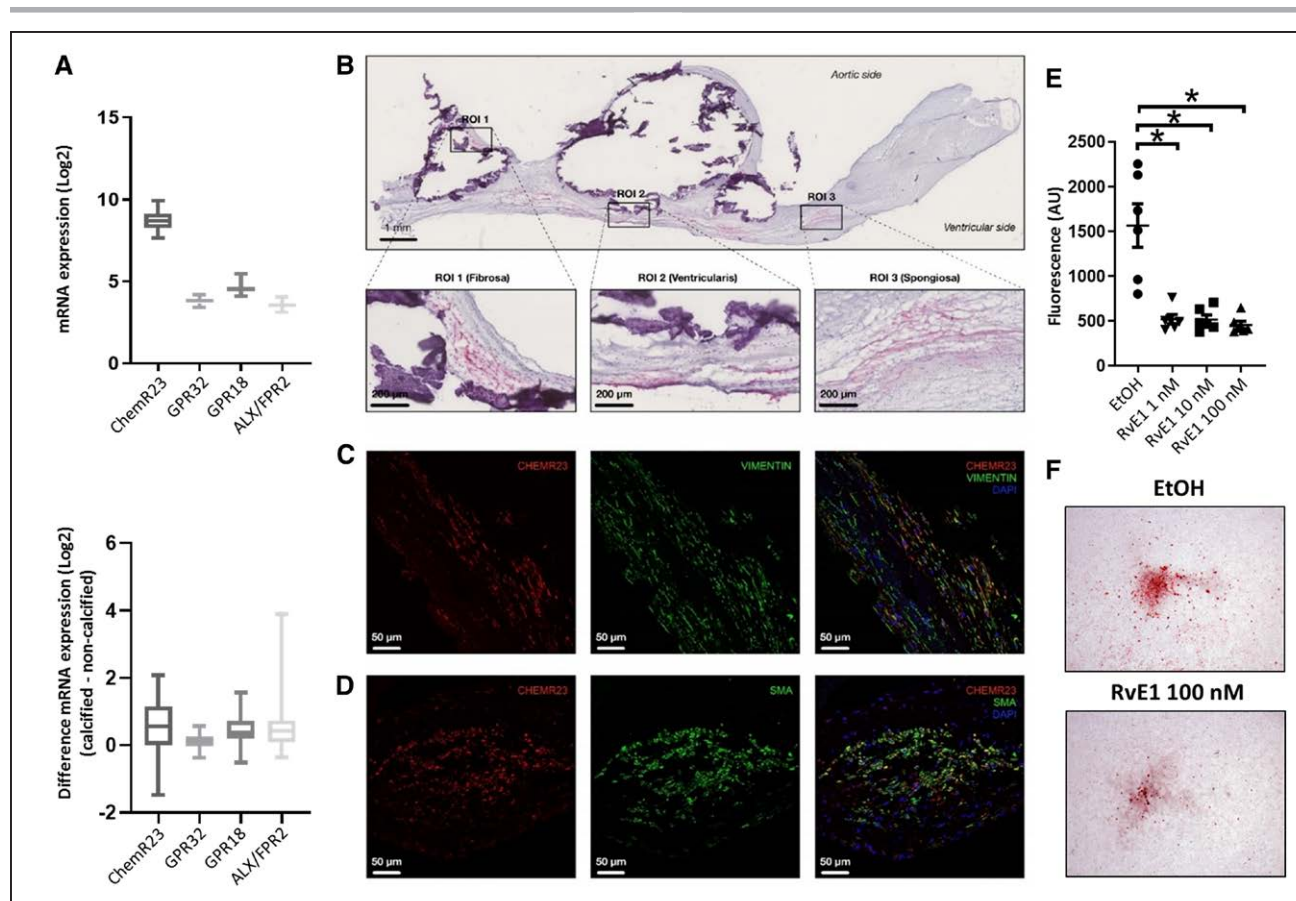 A
mRNA expression (Log2)
15
10
5
0
ChemR23
GPR32
GPR18
ALX/FPR2
Difference mRNA expression (Log2)
(calcified - non-calcified)
6
4
2
0
-2
ChemR23
GPR32
GPR18
ALX/FPR2
B
Aortic side
ROI 1
ROI 2
ROI 3
1 mm
Ventricular side
ROI 1 (Fibrosa)
ROI 2 (Ventricularis)
ROI 3 (Spongiosa)
200 µm
200 µm
200 µm
C
CHEMR23
VIMENTIN
CHEMR23
VIMENTIN
DAPI
50 µm
50 µm
50 µm
D
CHEMR23
SMA
CHEMR23
SMA
DAPI
50 µm
50 µm
50 µm
E
*
*
*
Fluorescence (AU)
2500
2000
1500
1000
500
0
EtOH
RvE1 1 nM
RvE1 10 nM
RvE1 100 nM
F
EtOH
RvE1 100 nM